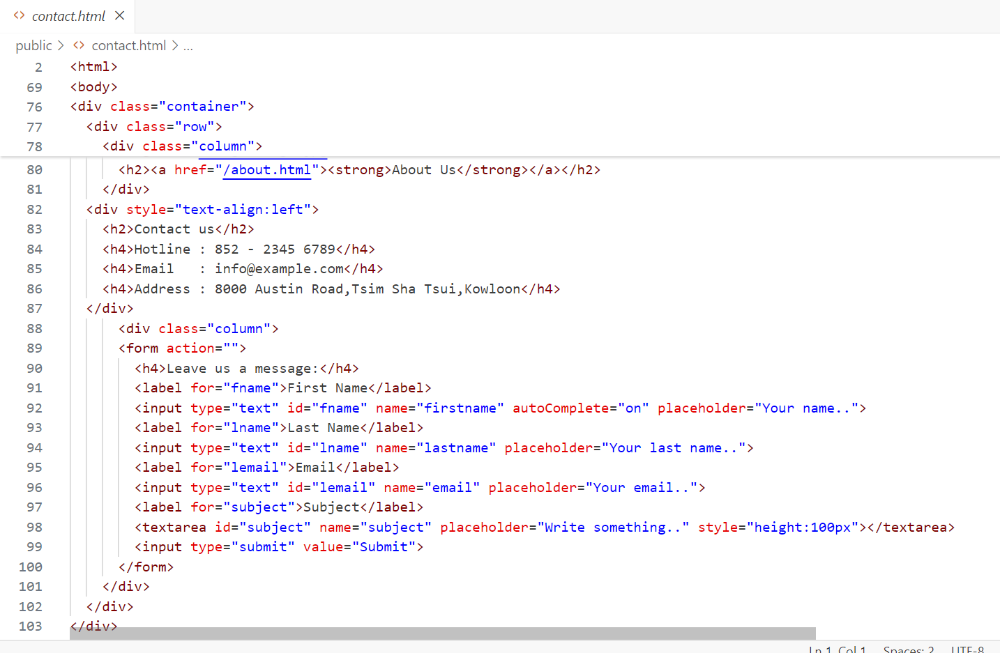 contact.html
public > contact.html > ...
2 <html>
69 <body>
76 <div class="container">
77 <div class="row">
78 <div class="column">
80 <h2><a href="/about.html"><strong>About Us</strong></a></h2>
81 </div>
82 <div style="text-align:left">
83 <h2>Contact us</h2>
84 <h4>Hotline : 852 - 2345 6789</h4>
85 <h4>Email   : info@example.com</h4>
86 <h4>Address : 8000 Austin Road,Tsim Sha Tsui,Kowloon</h4>
87 </div>
88 <div class="column">
89 <form action="">
90 <h4>Leave us a message:</h4>
91 <label for="fname">First Name</label>
92 <input type="text" id="fname" name="firstname" autoComplete="on" placeholder="Your name..">
93 <label for="lname">Last Name</label>
94 <input type="text" id="lname" name="lastname" placeholder="Your last name..">
95 <label for="lemail">Email</label>
96 <input type="text" id="lemail" name="email" placeholder="Your email..">
97 <label for="subject">Subject</label>
98 <textarea id="subject" name="subject" placeholder="Write something.." style="height:100px"></textarea>
99 <input type="submit" value="Submit">
100 </form>
101 </div>
102 </div>
103 </div>
Ln 1, Col 1 Spaces: 2 UTF-8